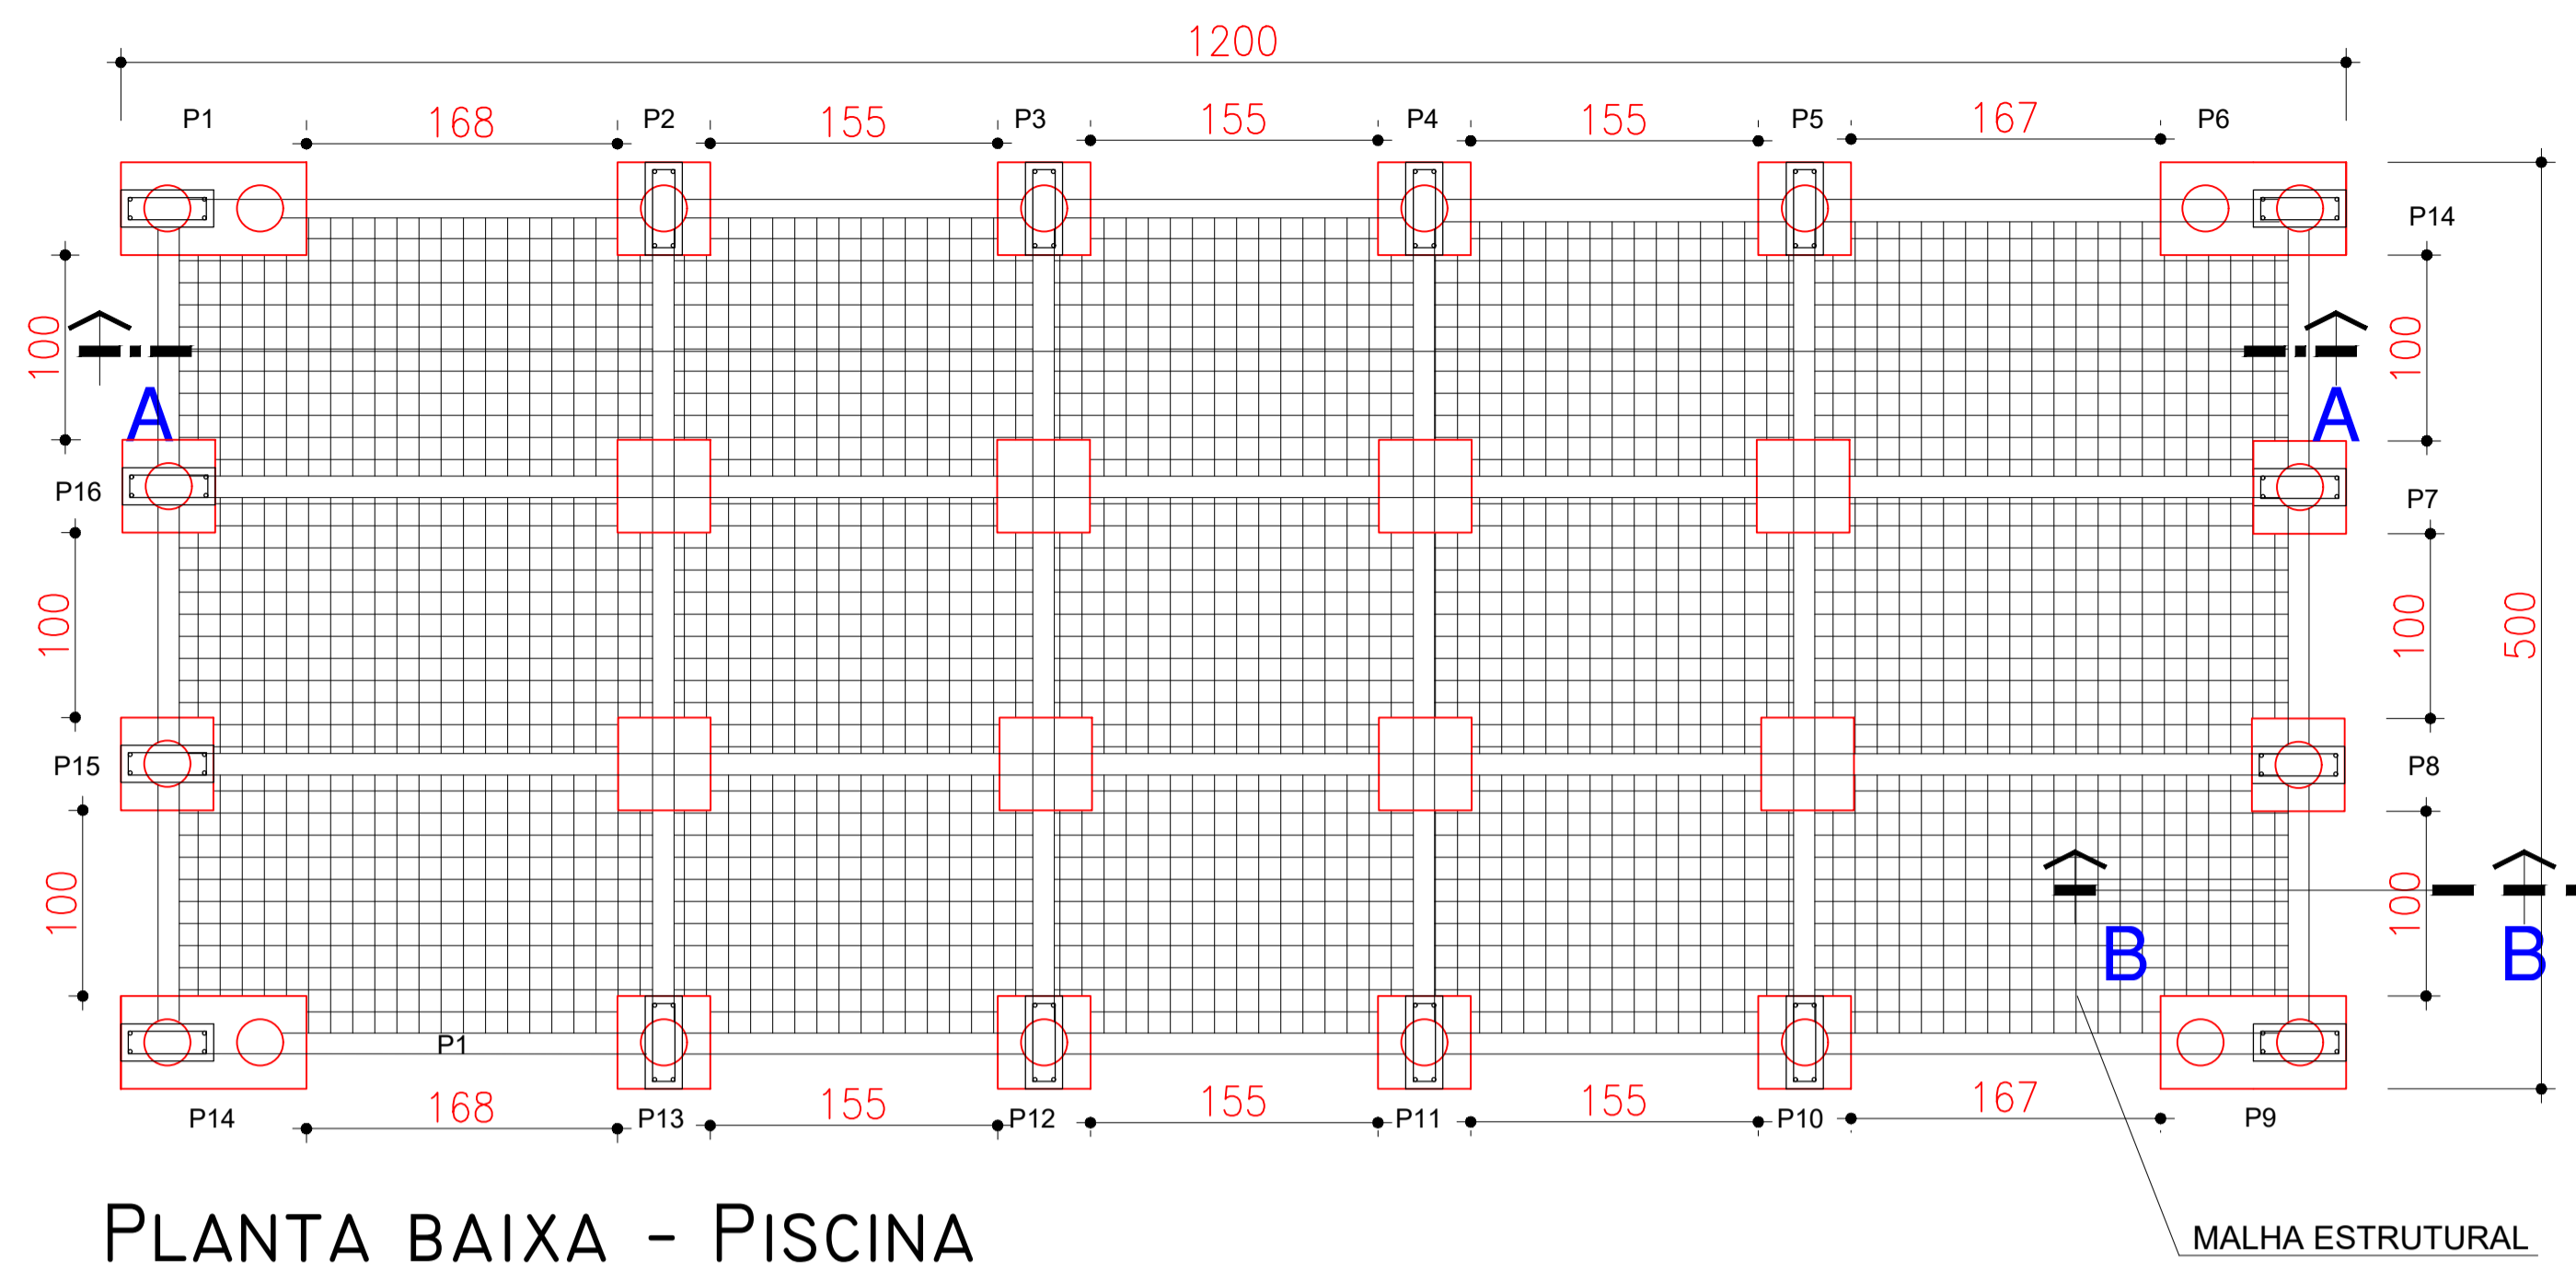 1200
P1 168 P2 155 P3 155 P4 155 P5 167 P6
P14
100 100
A A
P16 P7
100 100 500
P15 P8
100 100
B B
P1
P14 168 P13 155 P12 155 P11 155 P10 167 P9
PLANTA BAIXA - PISCINA
MALHA ESTRUTURAL